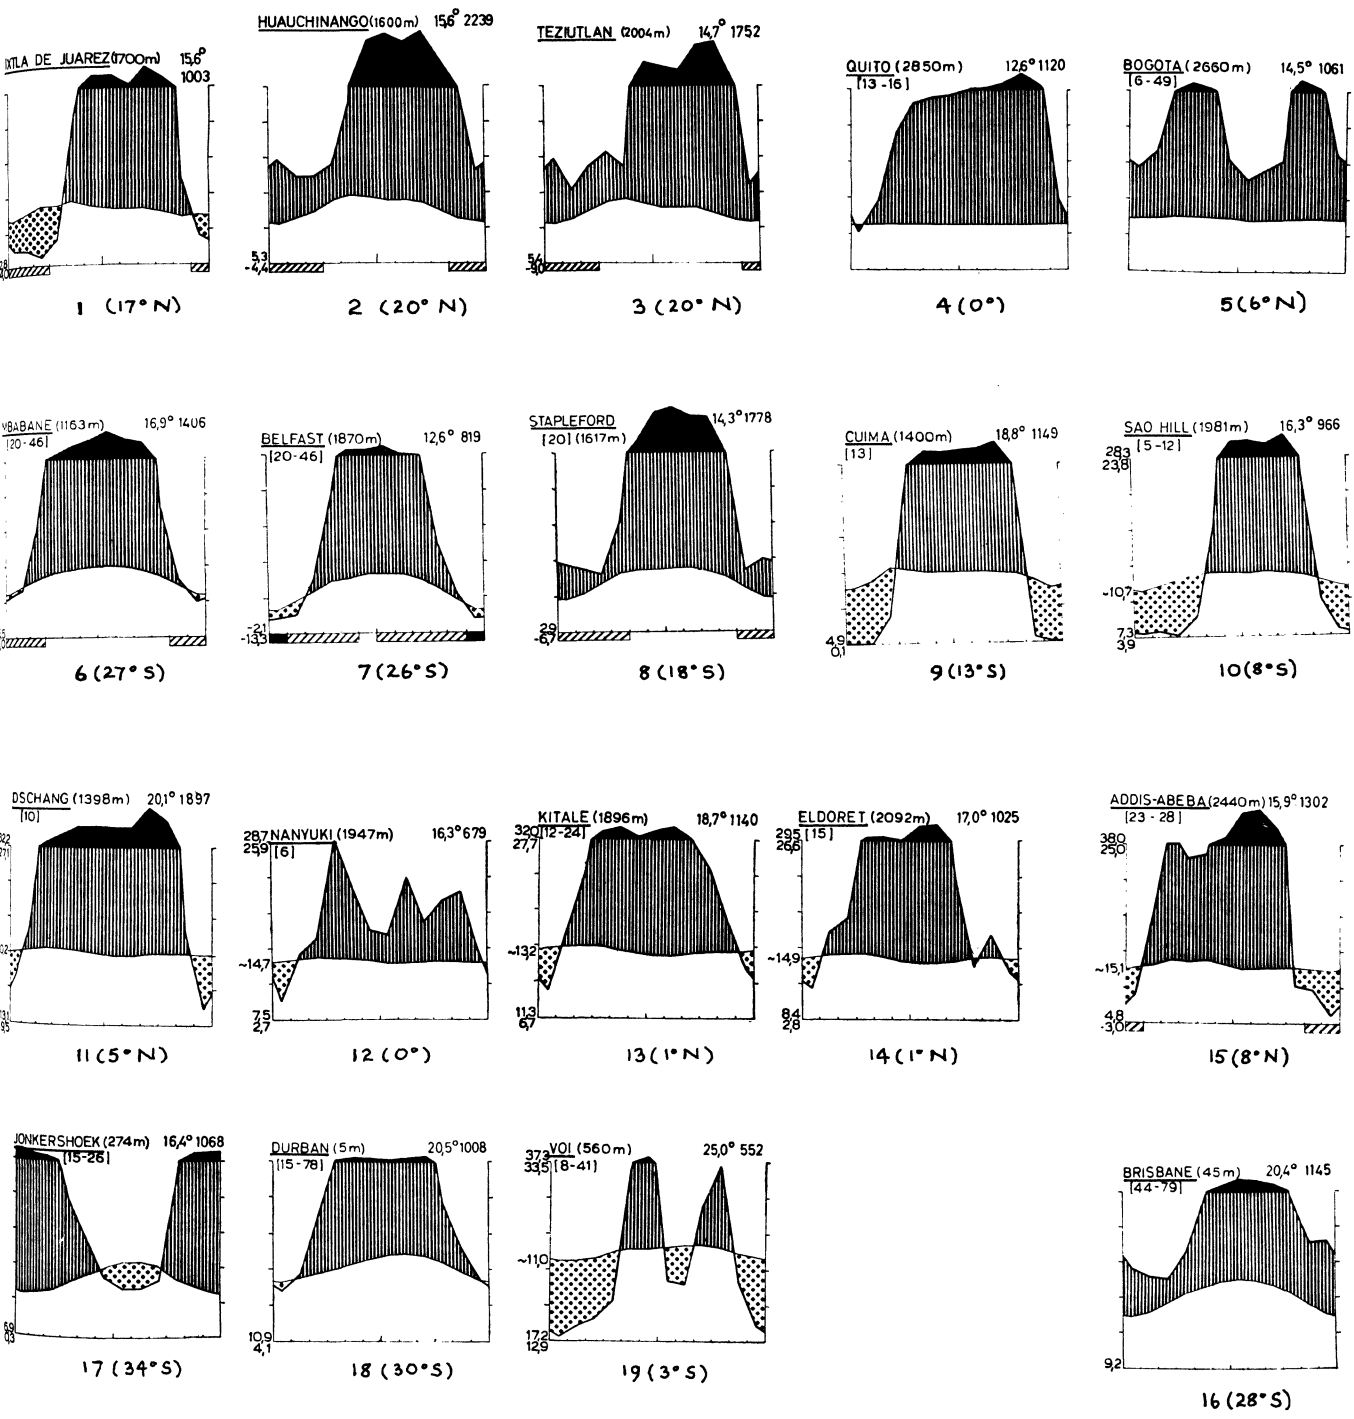 IXTLA DE JUAREZ (1700m) 15,6°
1003
1 (17° N)
HUAUCHINANGO (1600m) 15,6° 2239
5,3
-4,4
2 (20° N)
TEZIUTLAN (2004m) 14,7° 1752
-9,0
3 (20° N)
QUITO (2850m) 12,6° 1120
[13-16]
4 (0°)
BOGOTA (2660m) 14,5° 1061
[6-49]
5 (6° N)
MBABANE (1163m) 16,9° 1406
[20-46]
6 (27° S)
BELFAST (1870m) 12,6° 819
[20-46]
-2,1
-13,3
7 (26° S)
STAPLEFORD 14,3° 1778
[20] (1617m)
2,9
-6,7
8 (18° S)
CUIMA (1400m) 18,8° 1149
[13]
4,9
0,1
9 (13° S)
SAO HILL (1981m) 16,3° 966
[5-12]
28,3
23,8
~10,7
7,3
3,9
10 (8° S)
DSCHANG (1398m) 20,1° 1897
[10]
11 (5° N)
NANYUKI (1947m) 16,3° 679
[6]
28,7
25,9
~14,7
7,5
2,7
12 (0°)
KITALE (1896m) 18,7° 1140
[12-24]
32,0
27,7
~13,2
11,3
6,7
13 (1° N)
ELDORET (2092m) 17,0° 1025
[15]
29,5
26,6
~14,9
8,4
2,8
14 (1° N)
ADDIS-ABEBA (2440m) 15,9° 1302
[23-28]
38,0
25,0
~15,1
4,8
-3,0
15 (8° N)
JONKERSHOEK (274m) 16,4° 1068
[15-26]
6,9
0,3
17 (34° S)
DURBAN (5m) 20,5° 1008
[15-78]
10,9
4,1
18 (30° S)
VOI (560m) 25,0° 552
[8-41]
37,3
33,5
~11,0
17,2
12,9
19 (3° S)
BRISBANE (45m) 20,4° 1145
[44-79]
9,2
16 (28° S)